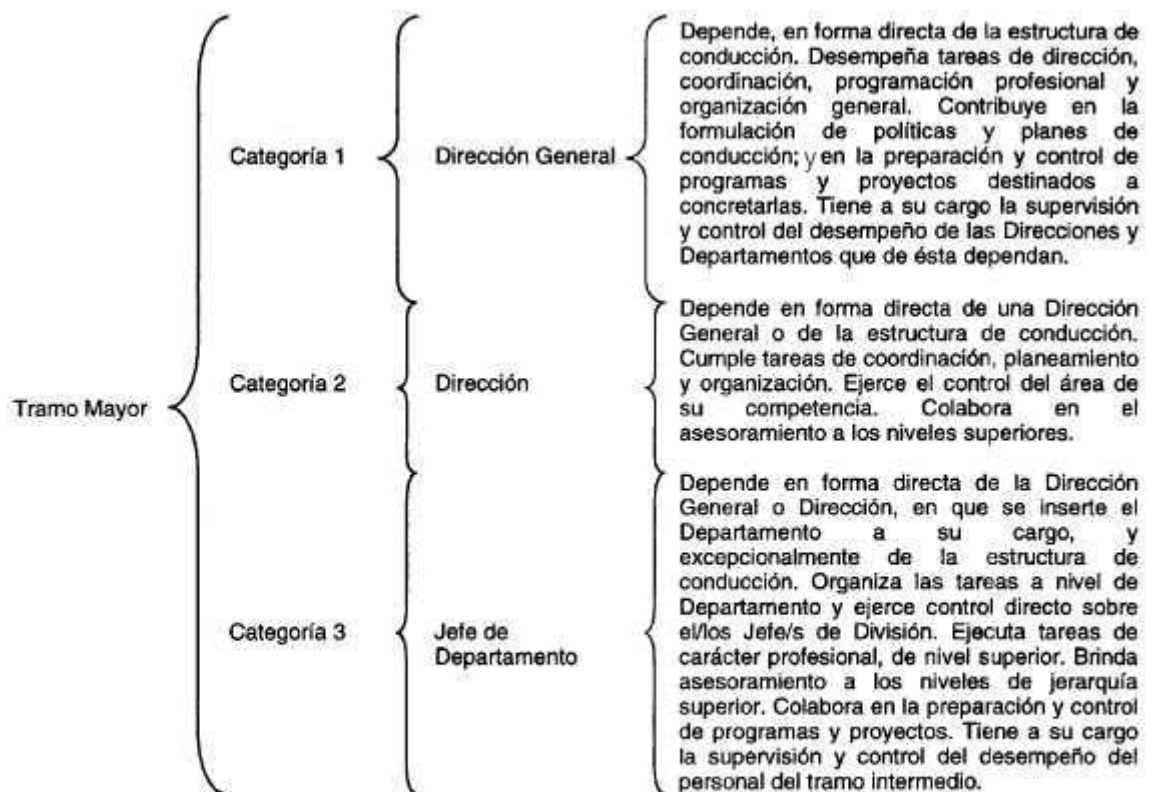 Tramo Mayor
Categoría 1
Dirección General
Depende, en forma directa de la estructura de
conducción. Desempeña tareas de dirección,
coordinación, programación profesional y
organización general. Contribuye en la
formulación de políticas y planes de
conducción; y en la preparación y control de
programas y proyectos destinados a
concretarlas. Tiene a su cargo la supervisión
y control del desempeño de las Direcciones y
Departamentos que de ésta dependan.
Categoría 2
Dirección
Depende en forma directa de una Dirección
General o de la estructura de conducción.
Cumple tareas de coordinación, planeamiento
y organización. Ejerce el control del área de
su competencia. Colabora en el
asesoramiento a los niveles superiores.
Categoría 3
Jefe de
Departamento
Depende en forma directa de la Dirección
General o Dirección, en que se inserte el
Departamento a su cargo, y
excepcionalmente de la estructura de
conducción. Organiza las tareas a nivel de
Departamento y ejerce control directo sobre
el/los Jefe/s de División. Ejecuta tareas de
carácter profesional, de nivel superior. Brinda
asesoramiento a los niveles de jerarquía
superior. Colabora en la preparación y control
de programas y proyectos. Tiene a su cargo
la supervisión y control del desempeño del
personal del tramo intermedio.